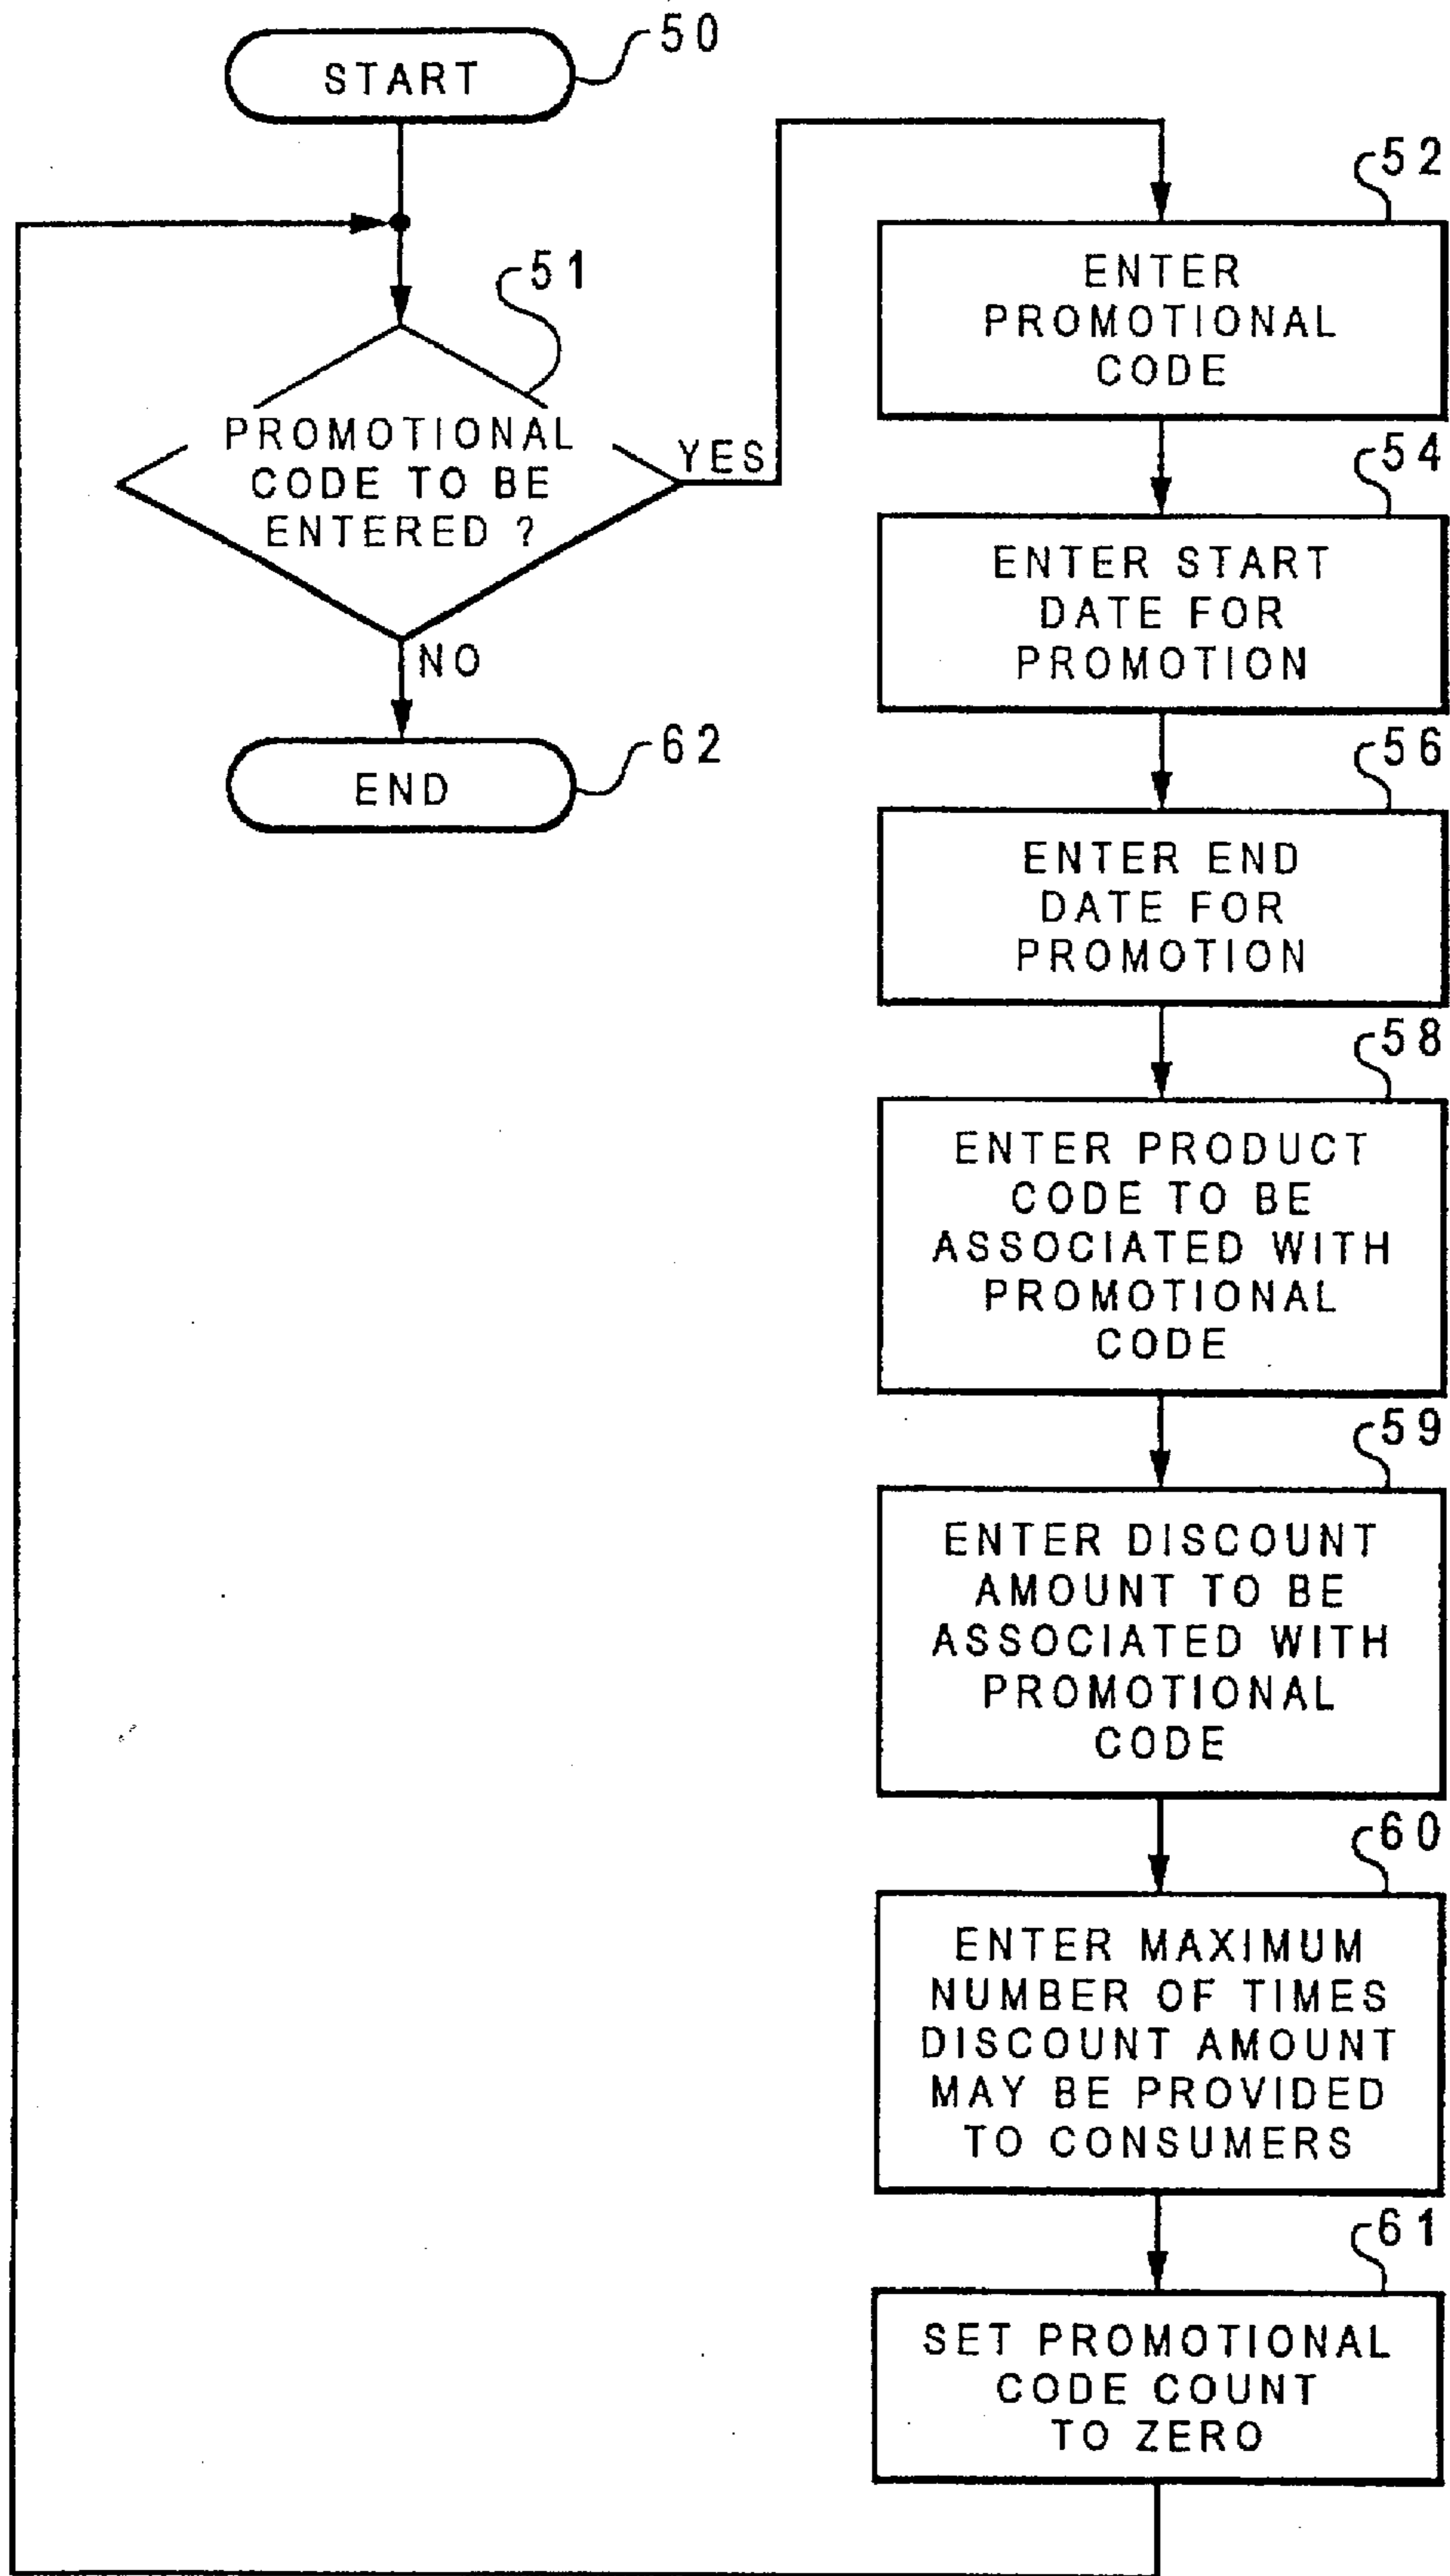 START
50
51
PROMOTIONAL
CODE TO BE
ENTERED ?
YES
NO
END
62
52
ENTER
PROMOTIONAL
CODE
54
ENTER START
DATE FOR
PROMOTION
56
ENTER END
DATE FOR
PROMOTION
58
ENTER PRODUCT
CODE TO BE
ASSOCIATED WITH
PROMOTIONAL
CODE
59
ENTER DISCOUNT
AMOUNT TO BE
ASSOCIATED WITH
PROMOTIONAL
CODE
60
ENTER MAXIMUM
NUMBER OF TIMES
DISCOUNT AMOUNT
MAY BE PROVIDED
TO CONSUMERS
61
SET PROMOTIONAL
CODE COUNT
TO ZERO